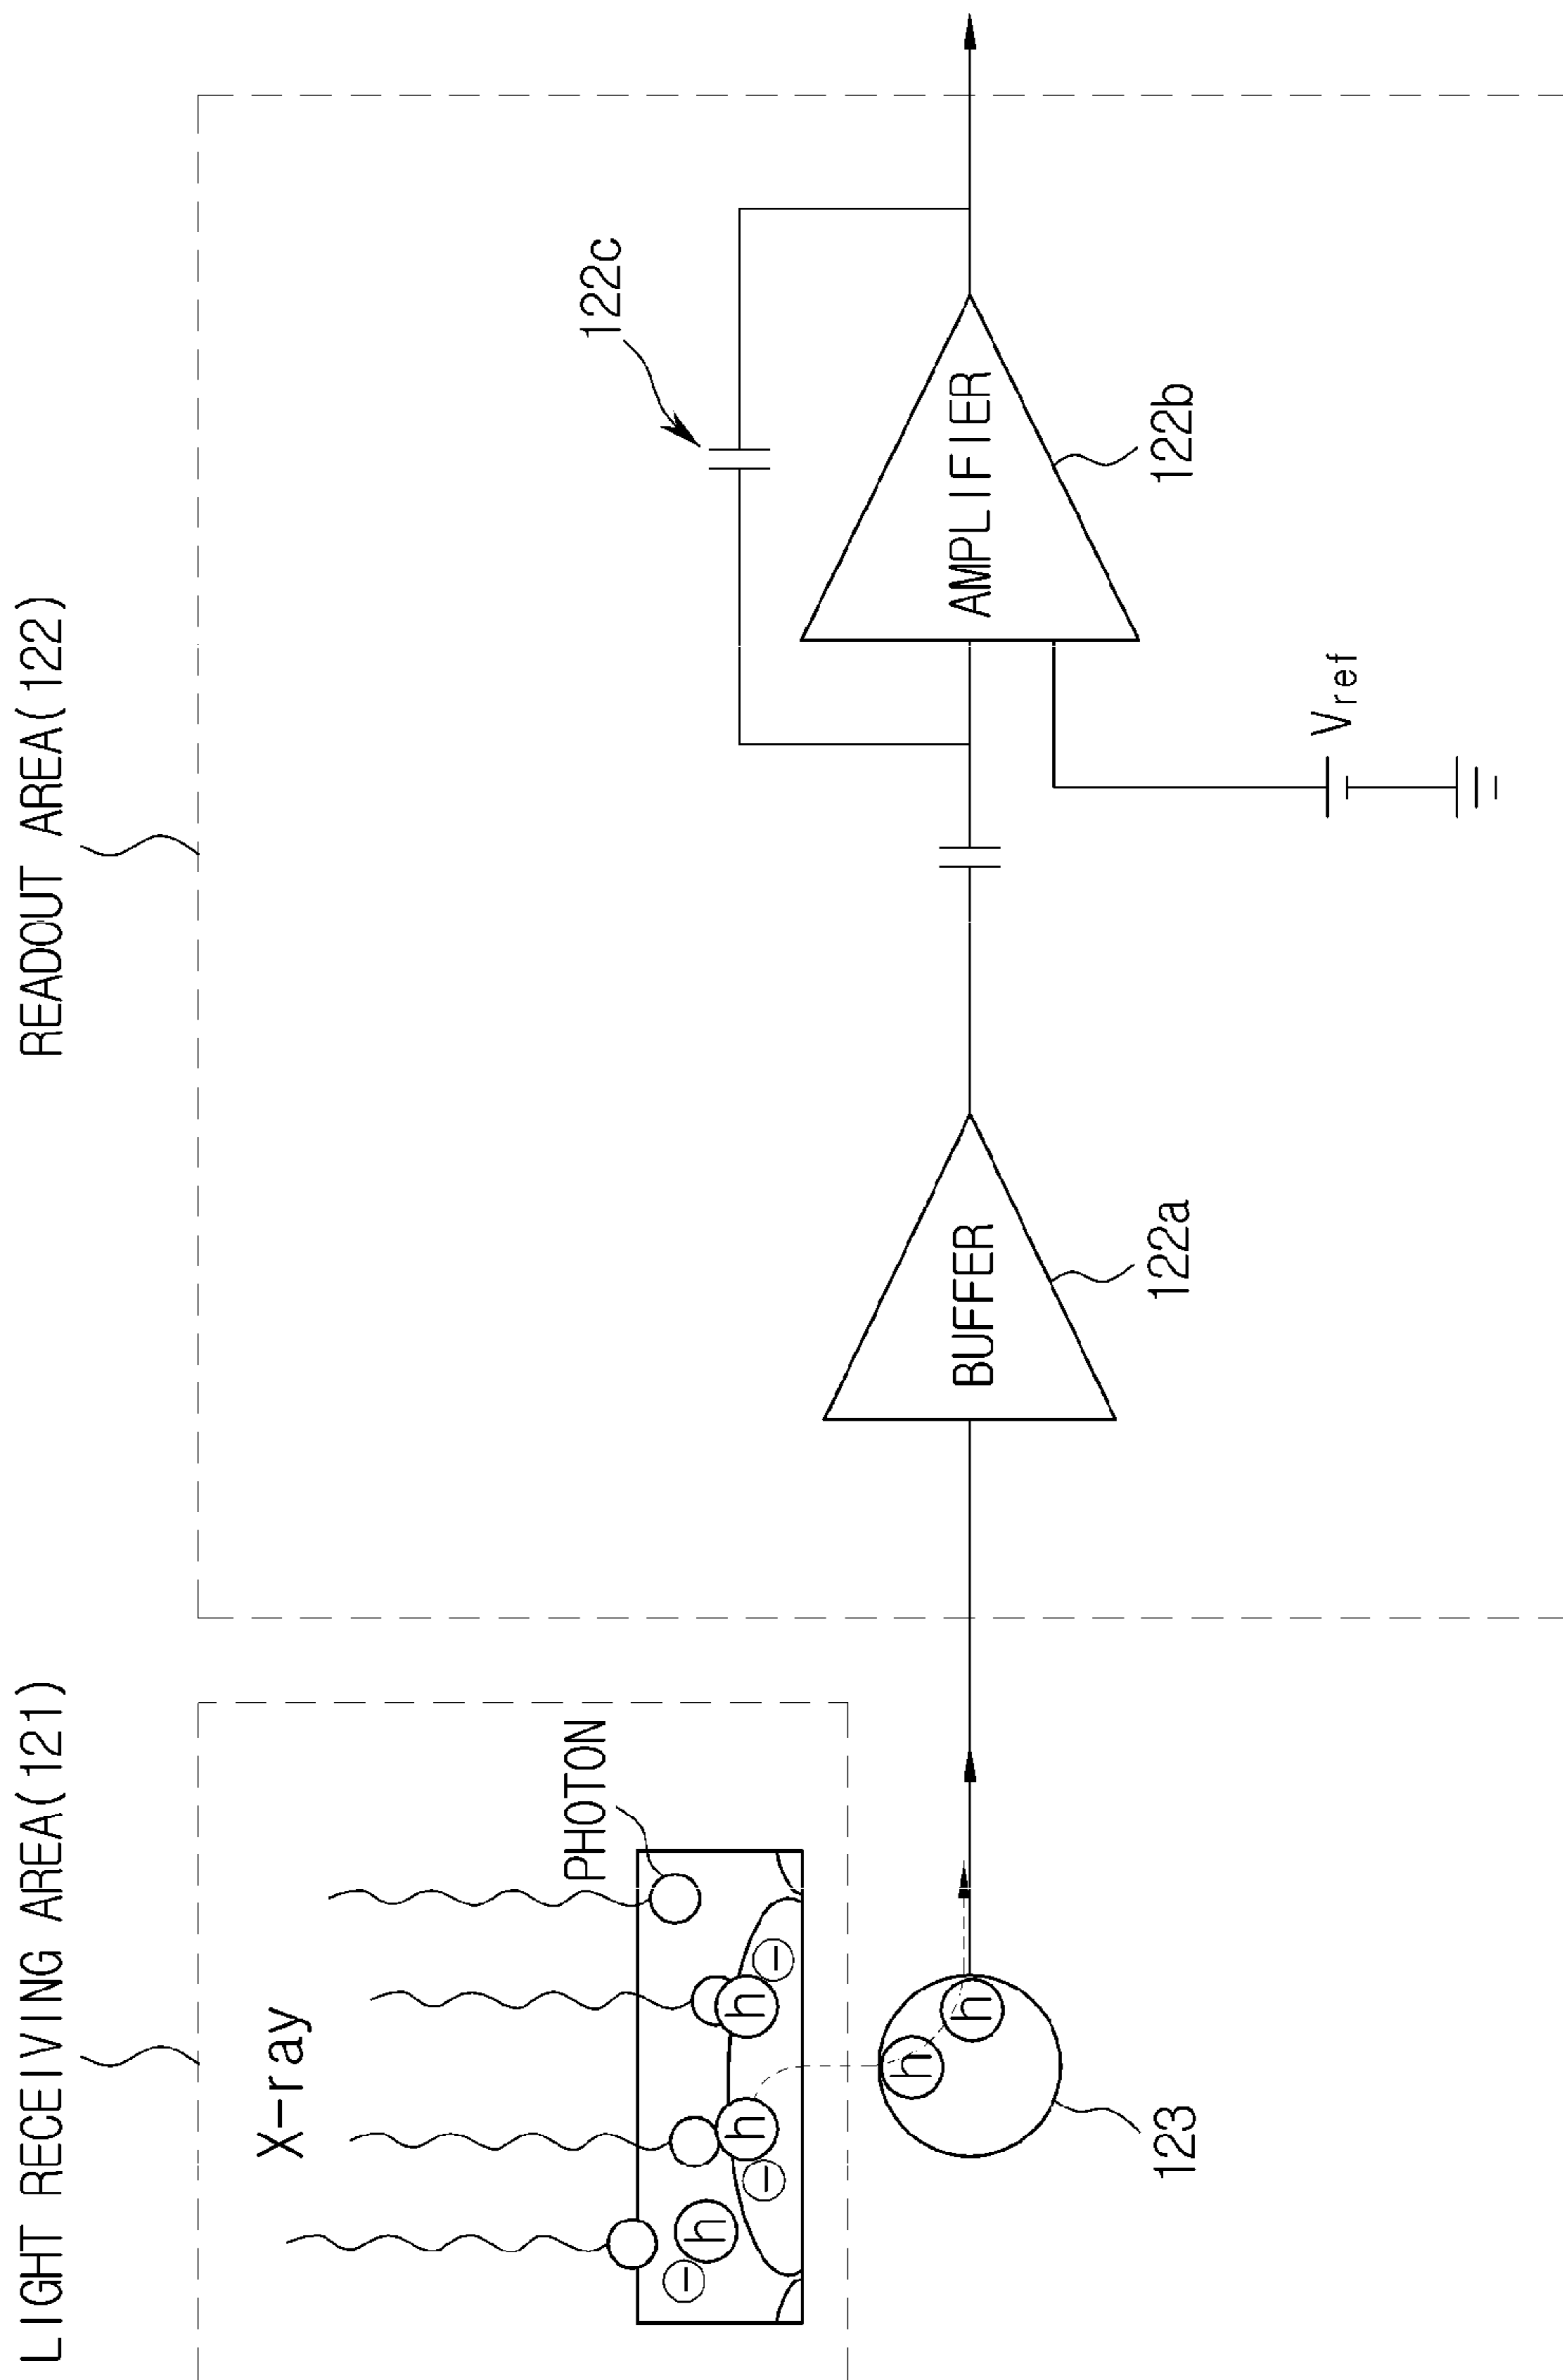 LIGHT RECEIVING AREA(121)
READOUT AREA(122)
X-ray
PHOTON
h
h
h
h
h
123
BUFFER
122a
AMPLIFIER
122b
122c
Vref